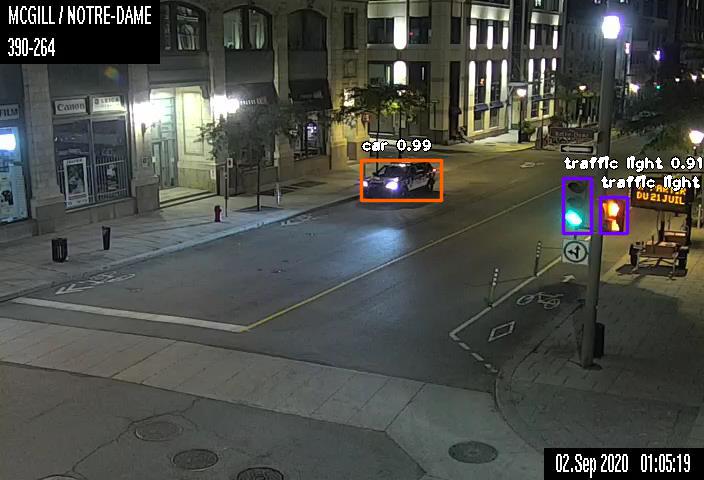 MCGILL / NOTRE-DAME
390-264
car 0.99
traffic light 0.91
traffic light
FILM
Canon
DU 21 JUIL
02.Sep 2020 01:05:19